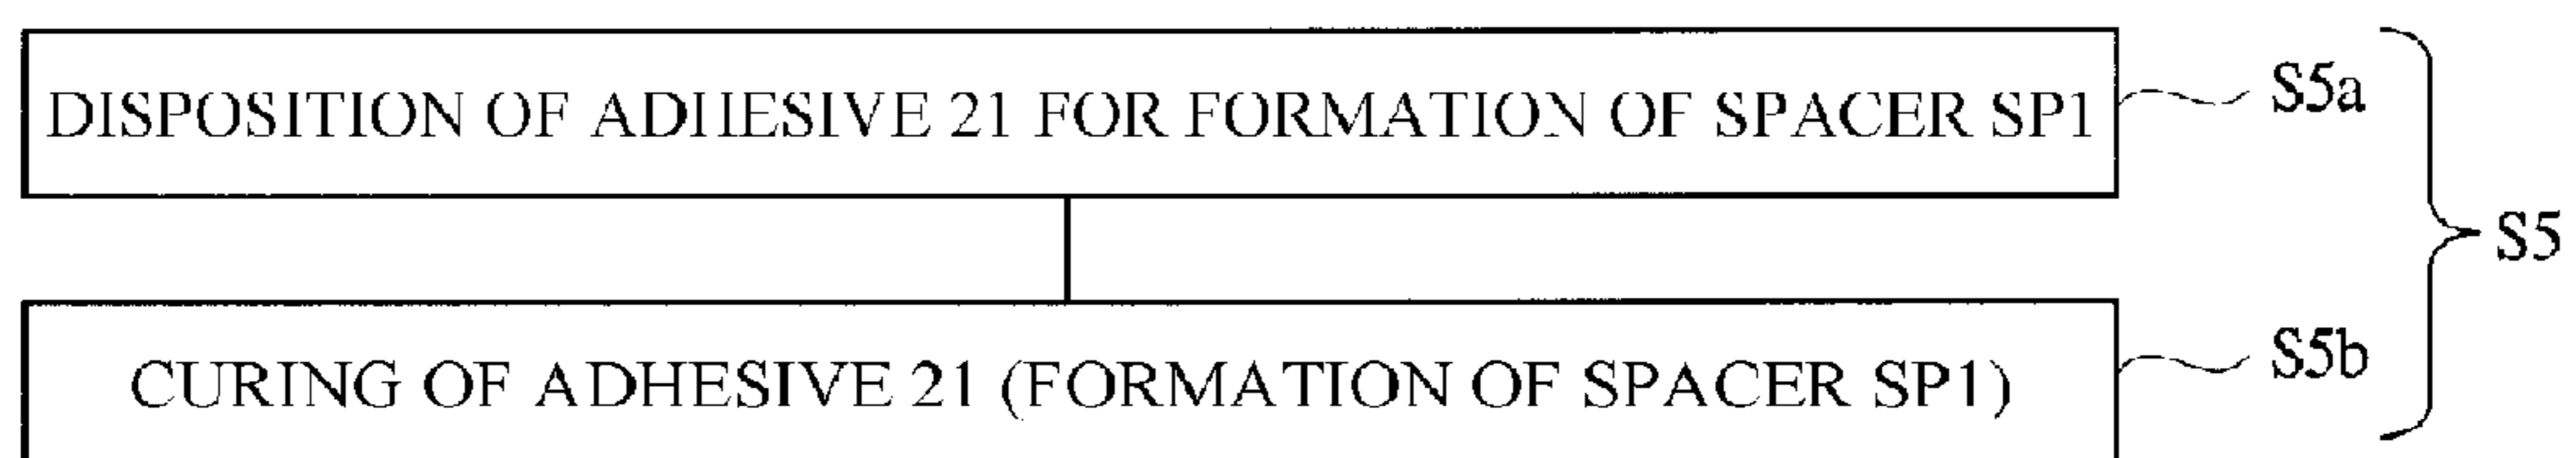 DISPOSITION OF ADHESIVE 21 FOR FORMATION OF SPACER SP1
S5a
S5
CURING OF ADHESIVE 21 (FORMATION OF SPACER SP1)
S5b